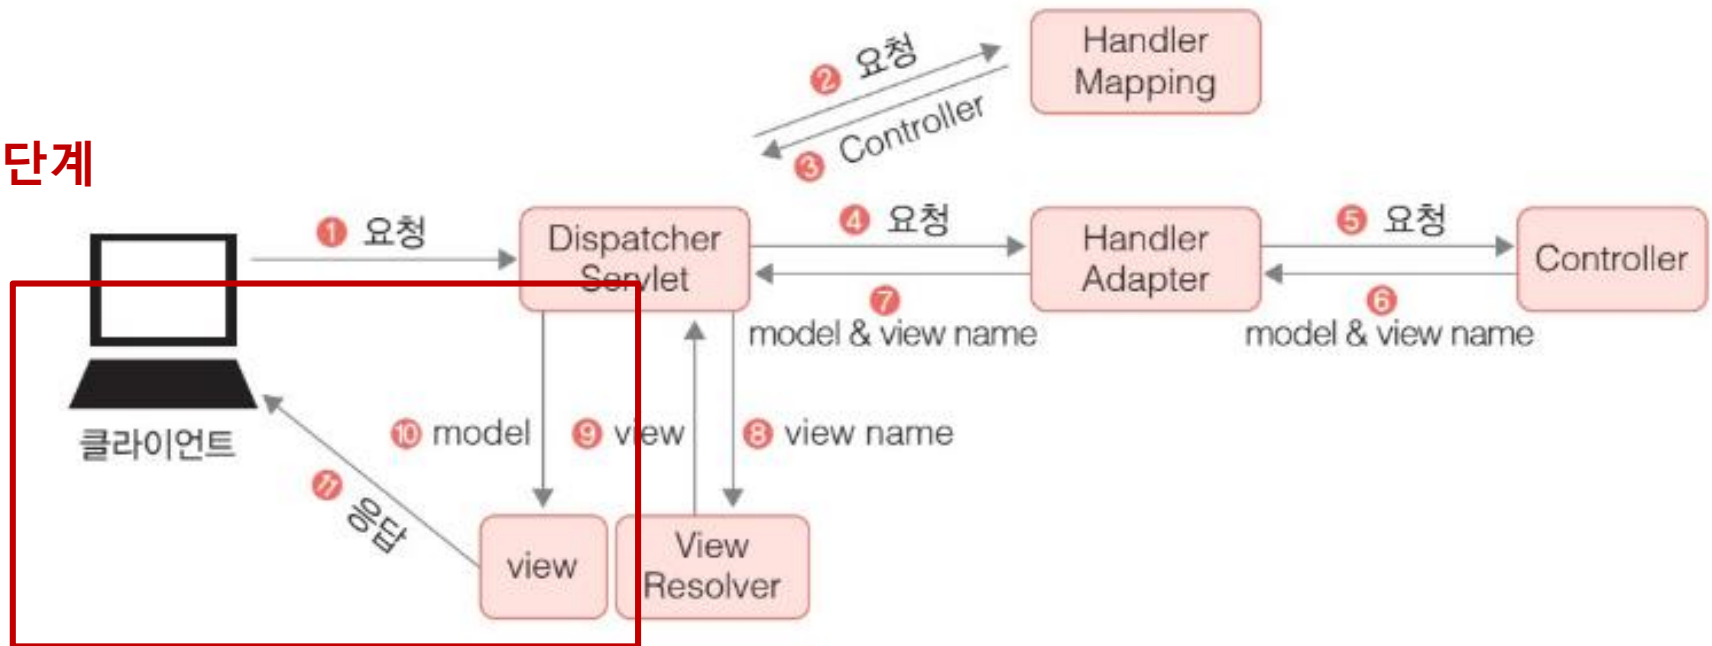 단계
② 요청
Handler
Mapping
③ Controller
① 요청
Dispatcher
Servlet
④ 요청
Handler
Adapter
⑤ 요청
Controller
⑦
model & view name
⑥
model & view name
클라이언트
⑩ model
⑨ view
⑧ view name
⑪ 응답
view
View
Resolver